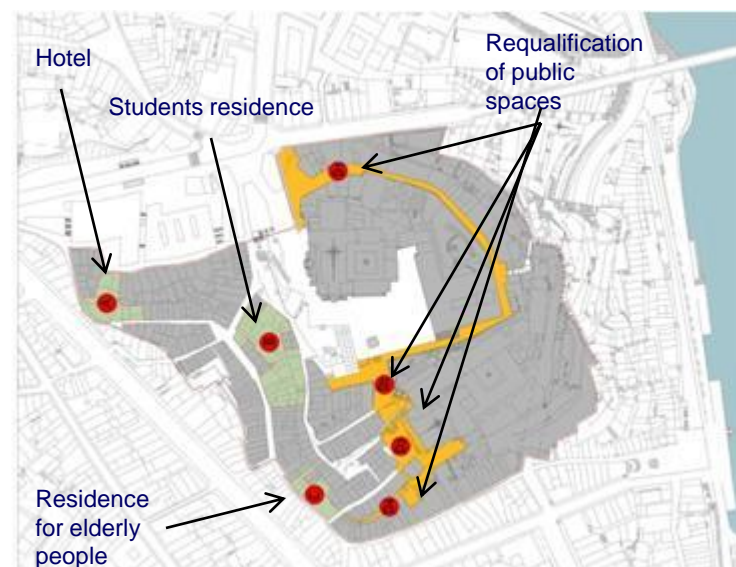 Hotel
Students residence
Requalification
of public
spaces
Residence
for elderly
people